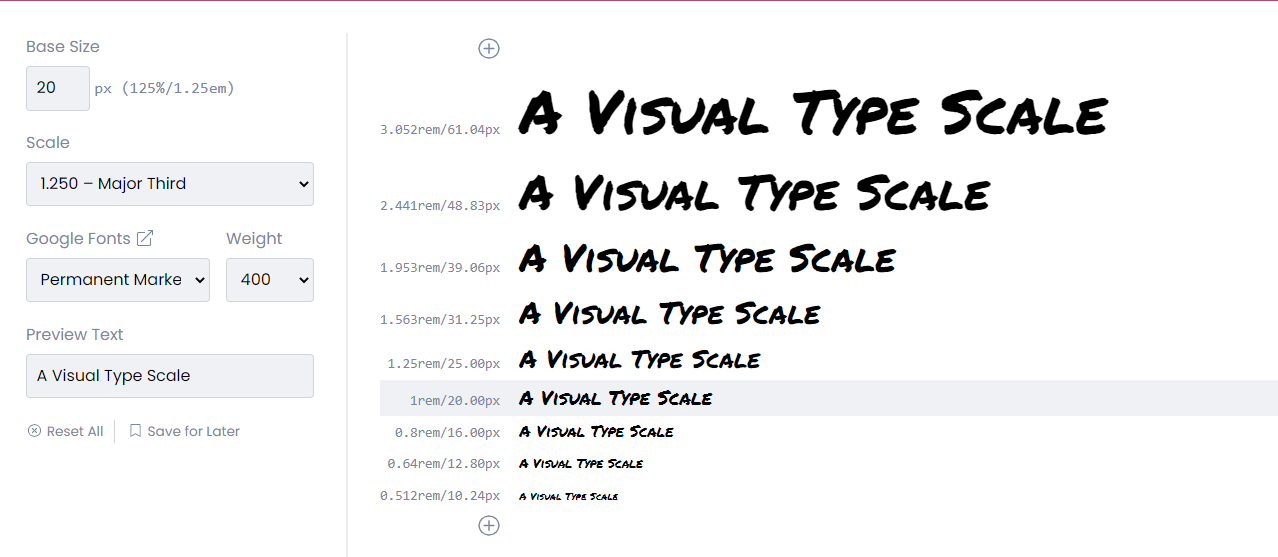 Base Size
20 px (125%/1.25em)
Scale
1.250 – Major Third
Google Fonts Weight
Permanent Marke 400
Preview Text
A Visual Type Scale
Reset All Save for Later
3.052rem/61.04px A Visual Type Scale
2.441rem/48.83px A Visual Type Scale
1.953rem/39.06px A Visual Type Scale
1.563rem/31.25px A Visual Type Scale
1.25rem/25.00px A Visual Type Scale
1rem/20.00px A Visual Type Scale
0.8rem/16.00px A Visual Type Scale
0.64rem/12.80px A Visual Type Scale
0.512rem/10.24px A Visual Type Scale